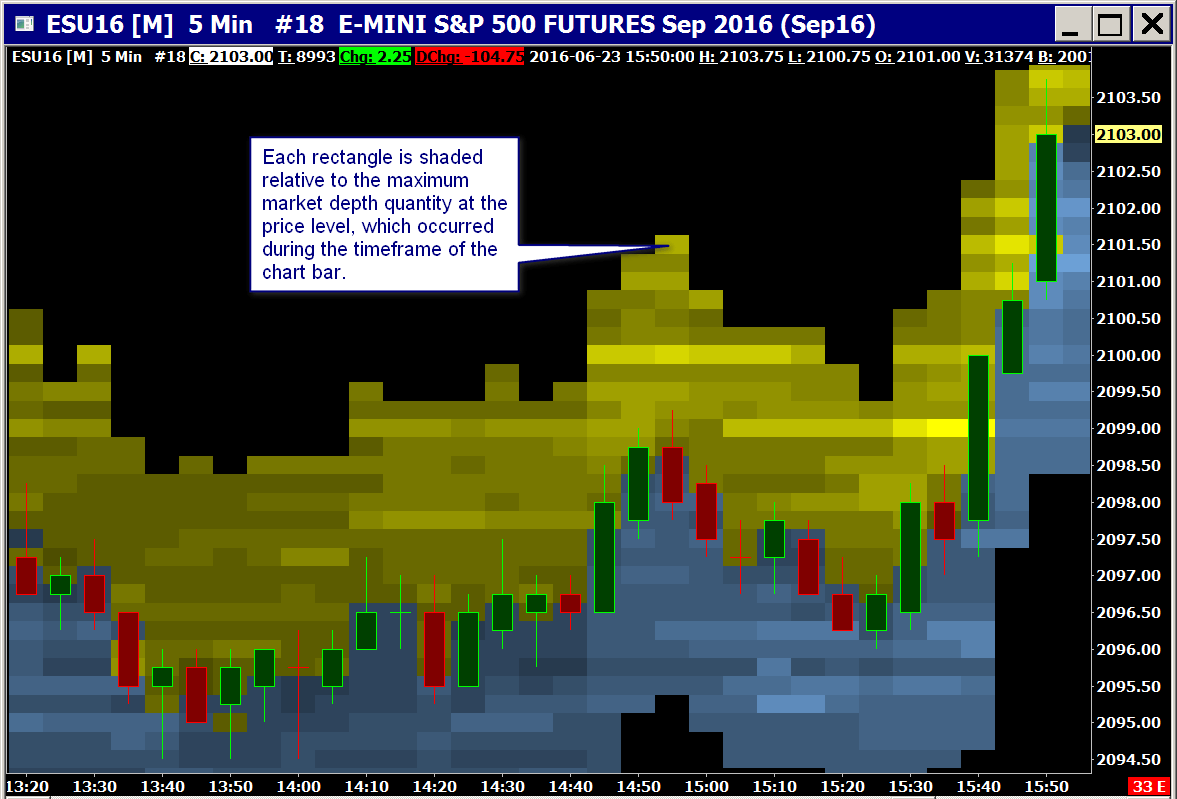 ESU16 [M]  5 Min   #18  E-MINI S&P 500 FUTURES Sep 2016 (Sep16)
ESU16 [M]  5 Min   #18 C: 2103.00 T: 8993 Chg: 2.25 DChg: -104.75 2016-06-23 15:50:00 H: 2103.75 L: 2100.75 O: 2101.00 V: 31374 B: 2001
2103.50
2103.00
Each rectangle is shaded
relative to the maximum
market depth quantity at the
price level, which occurred
during the timeframe of the
chart bar.
2102.50
2102.00
2101.50
2101.00
2100.50
2100.00
2099.50
2099.00
2098.50
2098.00
2097.50
2097.00
2096.50
2096.00
2095.50
2095.00
2094.50
13:20 13:30 13:40 13:50 14:00 14:10 14:20 14:30 14:40 14:50 15:00 15:10 15:20 15:30 15:40 15:50 33 E